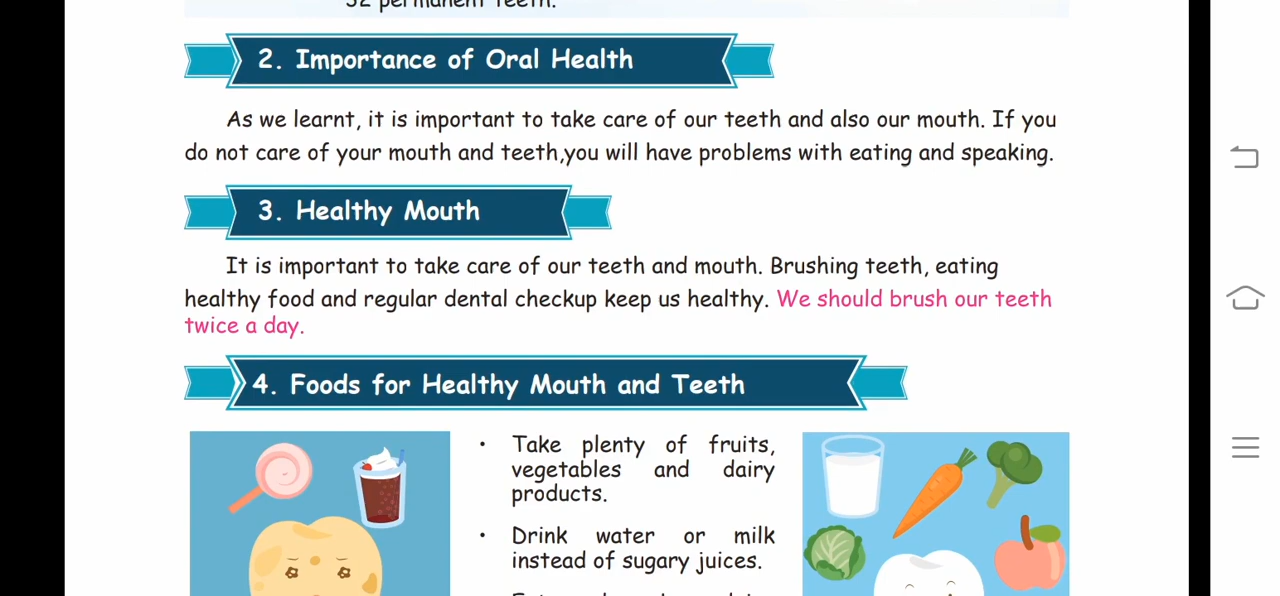 32 permanent teeth.
2. Importance of Oral Health
As we learnt, it is important to take care of our teeth and also our mouth. If you
do not care of your mouth and teeth,you will have problems with eating and speaking.
3. Healthy Mouth
It is important to take care of our teeth and mouth. Brushing teeth, eating
healthy food and regular dental checkup keep us healthy. We should brush our teeth
twice a day.
4. Foods for Healthy Mouth and Teeth
• Take plenty of fruits,
vegetables and dairy
products.
• Drink water or milk
instead of sugary juices.